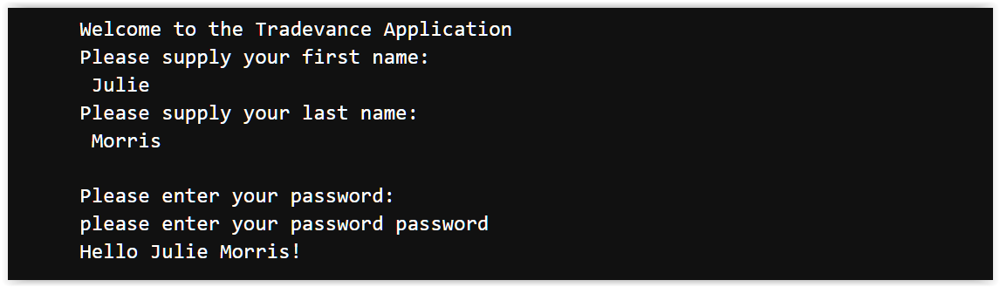 Welcome to the Tradevance Application
Please supply your first name:
Julie
Please supply your last name:
Morris
Please enter your password:
please enter your password password
Hello Julie Morris!